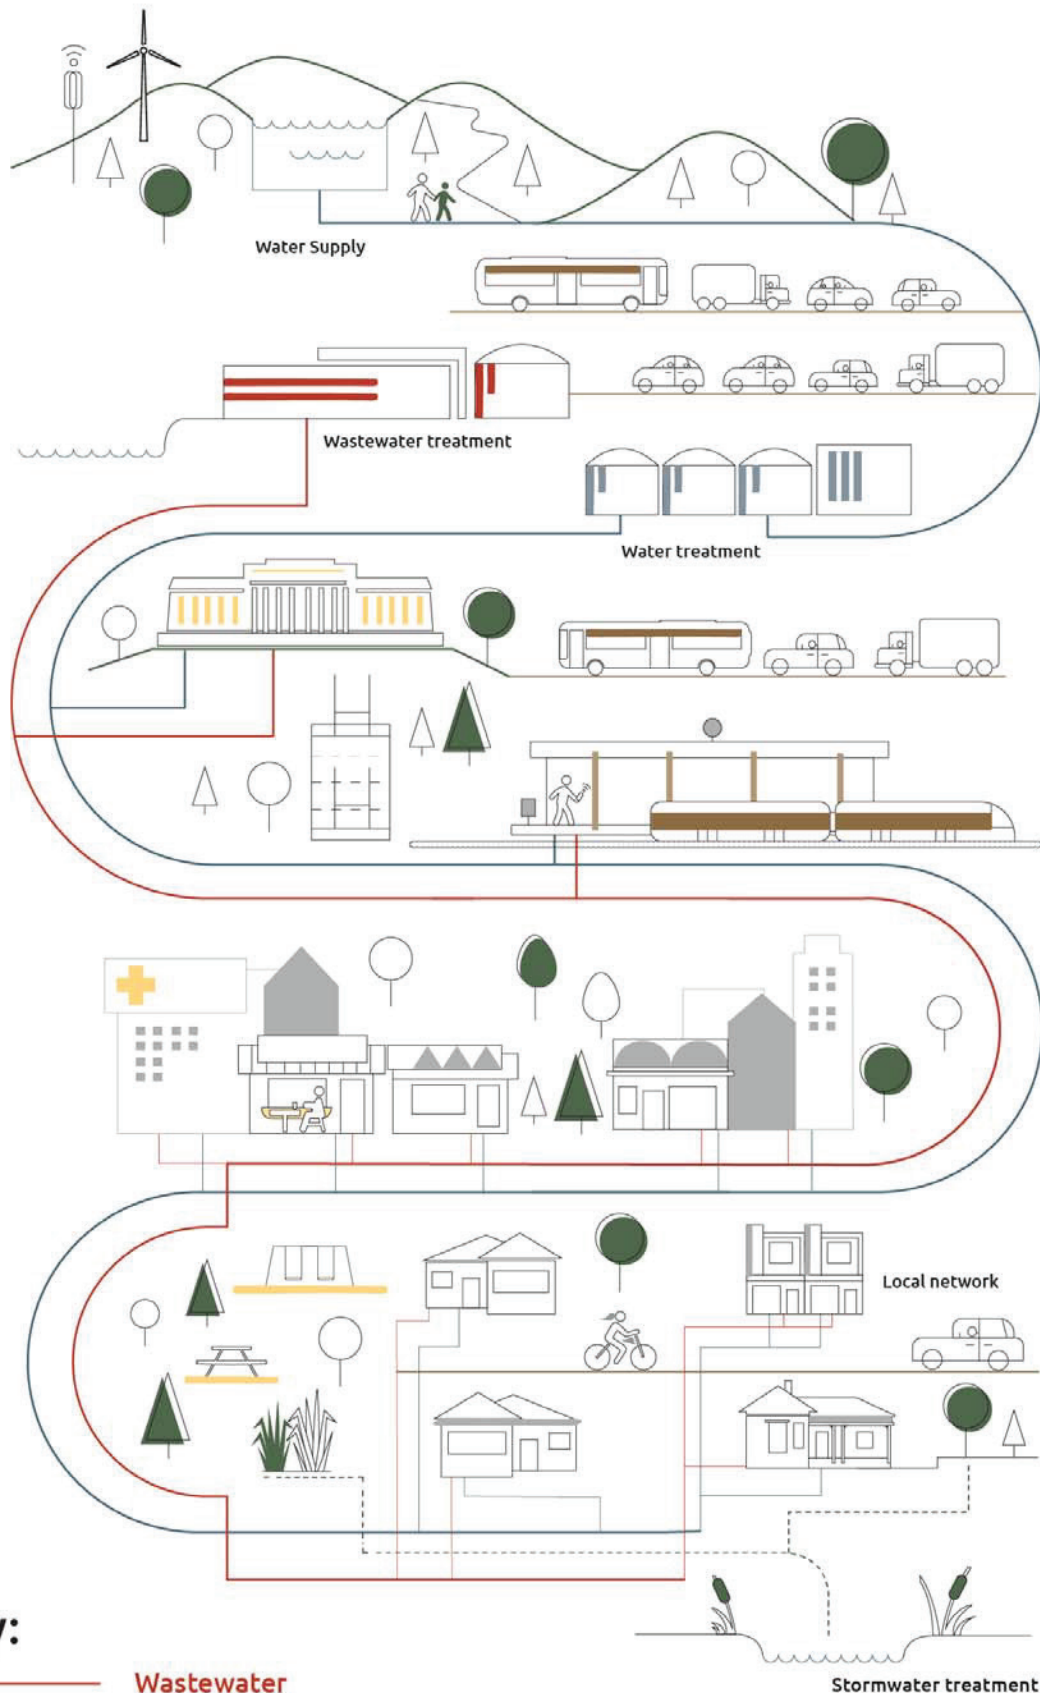 Water Supply
Wastewater treatment
Water treatment
Local network
y:
Wastewater
Stormwater treatment